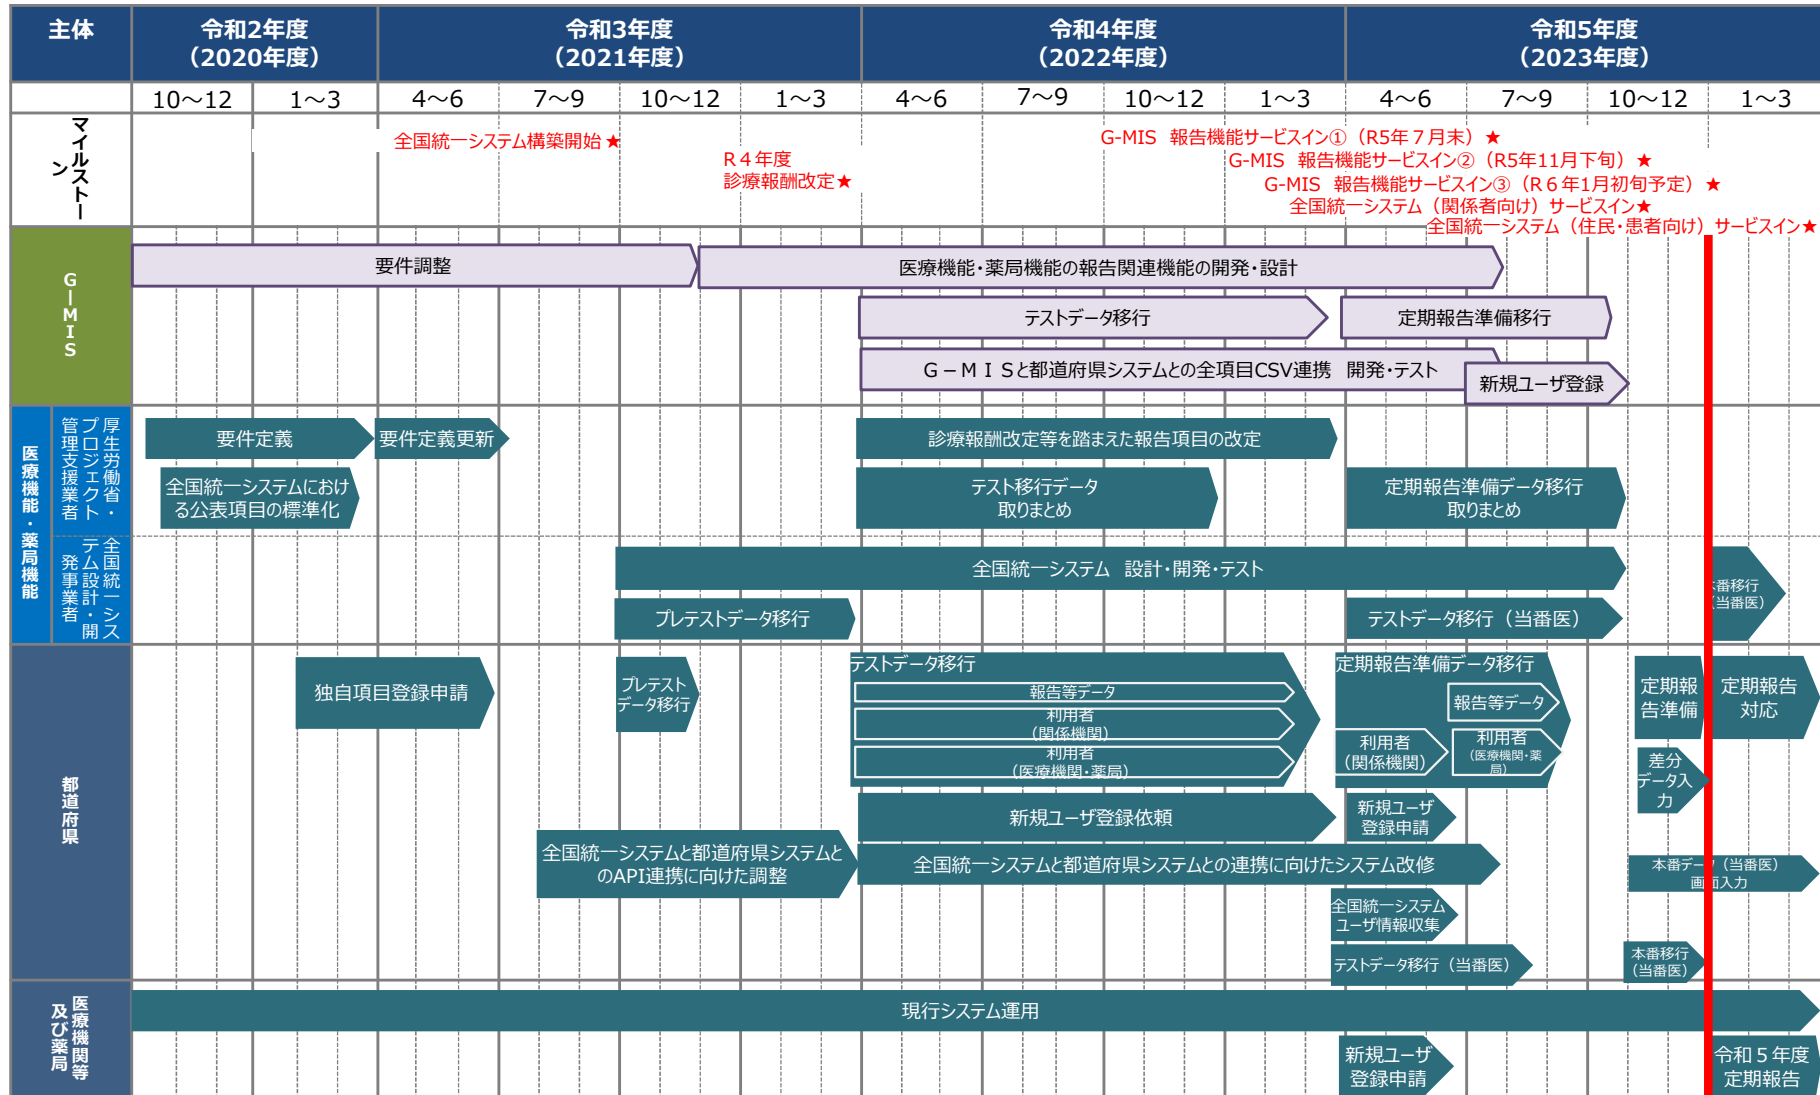 主体
令和2年度
（2020年度）
令和3年度
（2021年度）
令和4年度
（2022年度）
令和5年度
（2023年度）
10～12
1～3
4～6
7～9
10～12
1～3
4～6
7～9
10～12
1～3
4～6
7～9
10～12
1～3
マイルストーン
全国統一システム構築開始★
R４年度
診療報酬改定★
G-MIS 報告機能サービスイン①（R5年７月末）★
G-MIS 報告機能サービスイン②（R5年11月下旬）★
G-MIS 報告機能サービスイン③（R６年1月初旬予定）★
全国統一システム（関係者向け）サービスイン★
全国統一システム（住民・患者向け）サービスイン★
G－MIS
要件調整
医療機能・薬局機能の報告関連機能の開発・設計
テストデータ移行
定期報告準備移行
G－ＭＩＳと都道府県システムとの全項目CSV連携 開発・テスト
新規ユーザ登録
医療機能・薬局機能
厚生労働省・
プロジェクト
管理支援業者
要件定義
要件定義更新
診療報酬改定等を踏まえた報告項目の改定
全国統一システムにおけ
る公表項目の標準化
テスト移行データ
取りまとめ
定期報告準備データ移行
取りまとめ
全国統一シス
テム設計・開
発事業者
全国統一システム 設計・開発・テスト
本番移行
（当番医）
プレテストデータ移行
テストデータ移行（当番医）
都道府県
独自項目登録申請
プレテスト
データ移行
テストデータ移行
報告等データ
利用者
（関係機関）
利用者
（医療機関・薬局）
定期報告準備データ移行
報告等データ
利用者
（関係機関）
利用者
（医療機関・薬
局）
定期報
告準備
定期報告
対応
差分
データ入
力
新規ユーザ登録依頼
新規ユーザ
登録申請
全国統一システムと都道府県システムと
のAPI連携に向けた調整
全国統一システムと都道府県システムとの連携に向けたシステム改修
本番データ（当番医）
画面入力
全国統一システム
ユーザ情報収集
テストデータ移行（当番医）
本番移行
（当番医）
医療機関等
及び薬局
現行システム運用
新規ユーザ
登録申請
令和５年度
定期報告